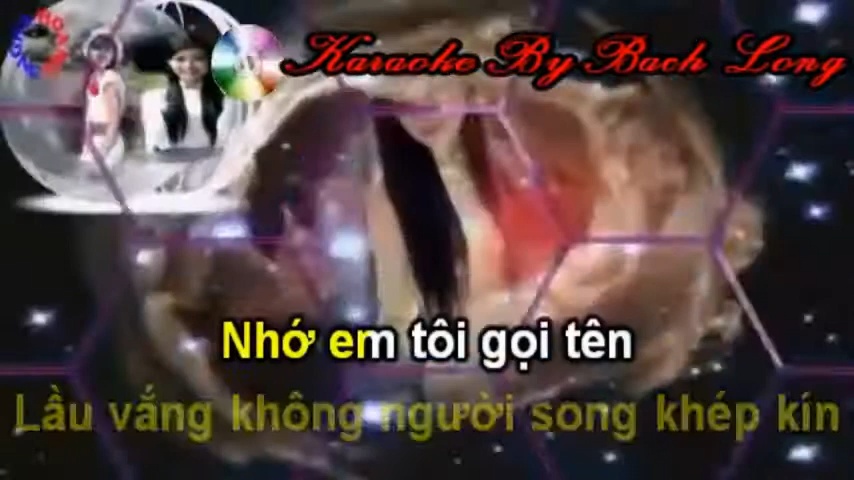 Karaoke By Bach Long
Nhớ em tôi gọi tên
Lầu vắng không người song khép kín